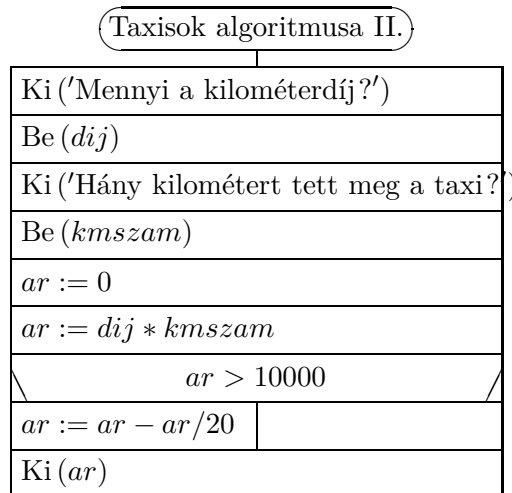 Taxisok algoritmusa II.
Ki ('Mennyi a kilométerdíj?')
Be (dij)
Ki ('Hány kilométert tett meg a taxi?')
Be (kmszam)
ar := 0
ar := dij * kmszam
ar > 10000
ar := ar − ar/20
Ki (ar)